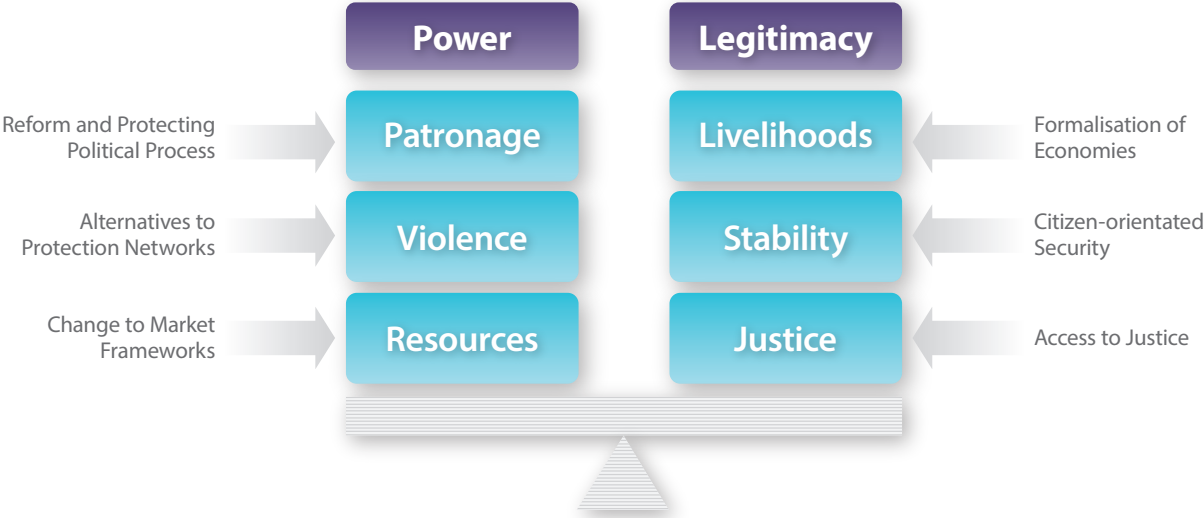 Power
Legitimacy
Reform and Protecting
Political Process
Patronage
Livelihoods
Formalisation of
Economies
Alternatives to
Protection Networks
Violence
Stability
Citizen-orientated
Security
Change to Market
Frameworks
Resources
Justice
Access to Justice